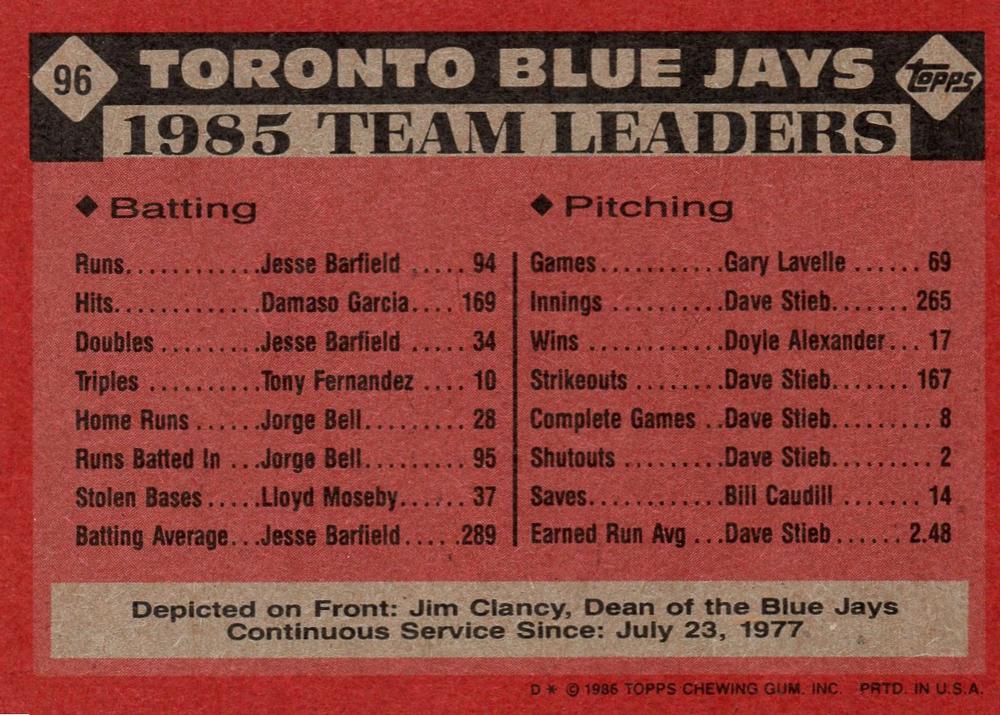 96 TORONTO BLUE JAYS topps
1985 TEAM LEADERS
◆ Batting
Runs.............Jesse Barfield ..... 94
Hits..............Damaso Garcia.... 169
Doubles .........Jesse Barfield ..... 34
Triples ..........Tony Fernandez .... 10
Home Runs ......Jorge Bell......... 28
Runs Batted In ...Jorge Bell......... 95
Stolen Bases .....Lloyd Moseby...... 37
Batting Average...Jesse Barfield.... .289
◆ Pitching
Games...........Gary Lavelle ...... 69
Innings ..........Dave Stieb....... 265
Wins ...........Doyle Alexander... 17
Strikeouts .......Dave Stieb....... 167
Complete Games ..Dave Stieb......... 8
Shutouts ........Dave Stieb......... 2
Saves...........Bill Caudill ....... 14
Earned Run Avg ...Dave Stieb ...... 2.48
Depicted on Front: Jim Clancy, Dean of the Blue Jays
Continuous Service Since: July 23, 1977
D * © 1986 TOPPS CHEWING GUM, INC. PRTD. IN U.S.A.